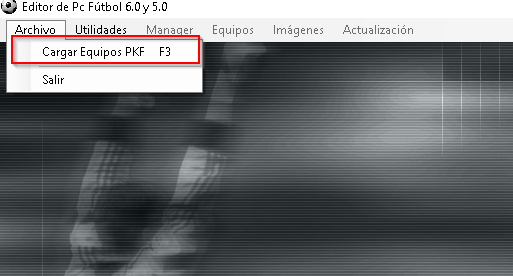 Editor de Pc Fútbol 6.0 y 5.0
Archivo Utilidades Manager Equipos Imágenes Actualización
Cargar Equipos PKF F3
Salir